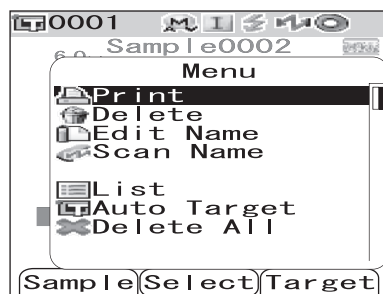 0001 M I
Sample0002
Menu
Print
Delete
Edit Name
Scan Name
List
Auto Target
Delete All
Sample Select Target